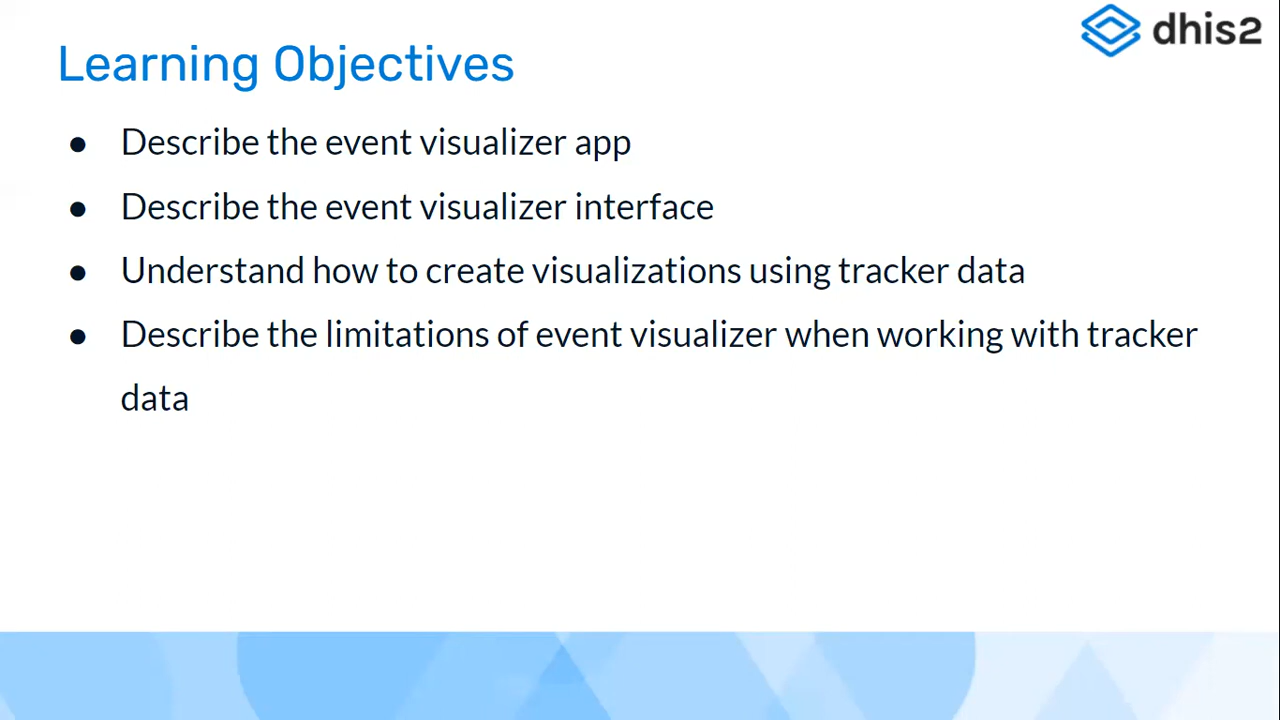 dhis2
Learning Objectives
● Describe the event visualizer app
● Describe the event visualizer interface
● Understand how to create visualizations using tracker data
● Describe the limitations of event visualizer when working with tracker
data